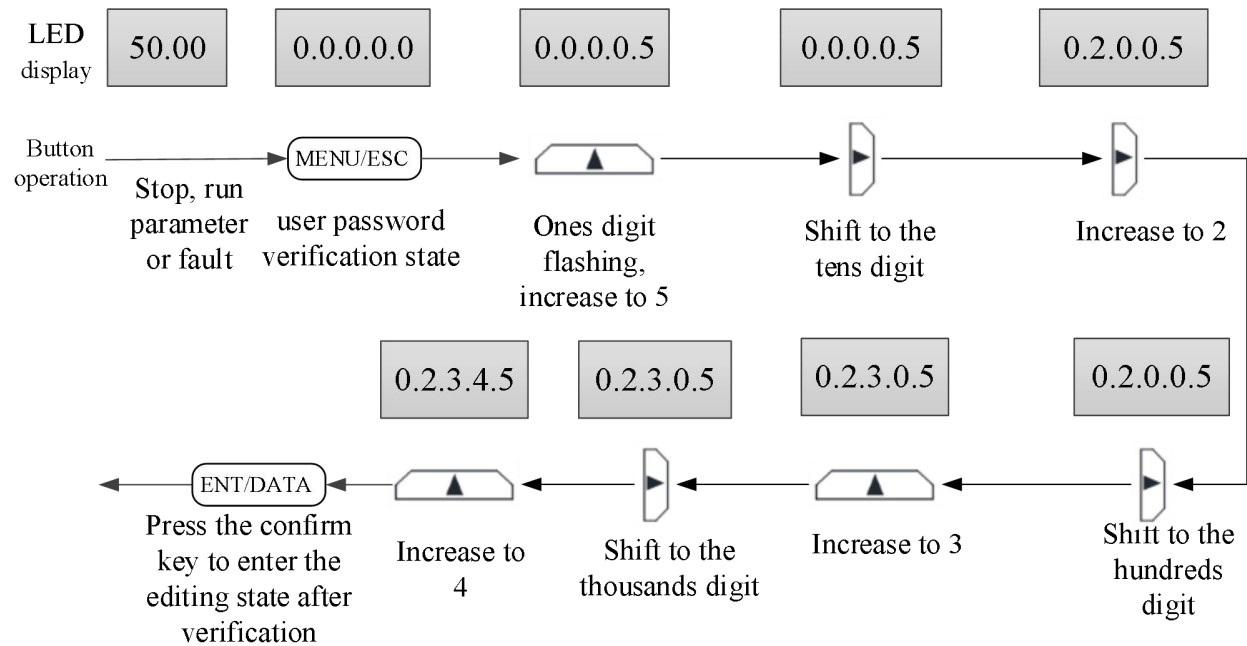 LED
display
50.00
0.0.0.0.0
0.0.0.0.5
0.0.0.0.5
0.2.0.0.5
Button
operation
MENU/ESC
Stop, run
parameter
or fault
user password
verification state
Ones digit
flashing,
increase to 5
Shift to the
tens digit
Increase to 2
0.2.3.4.5
0.2.3.0.5
0.2.3.0.5
0.2.0.0.5
ENT/DATA
Press the confirm
key to enter the
editing state after
verification
Increase to
4
Shift to the
thousands digit
Increase to 3
Shift to the
hundreds
digit